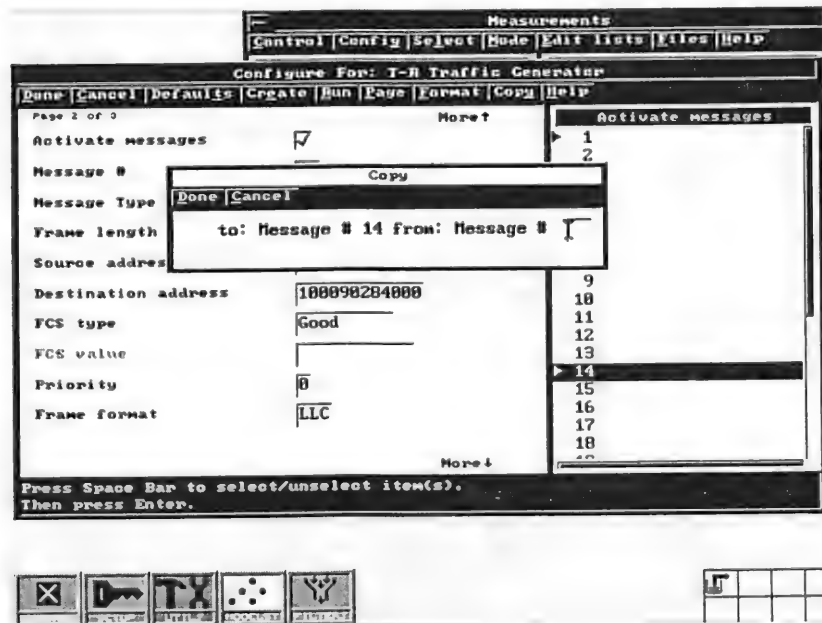 Measurements
Control Config Select Mode Edit lists Files Help
Configure For: T-R Traffic Generator
Done Cancel Defaults Create Run Page Format Copy Help
Page 2 of 3 More↑
Activate messages
Message #
Message Type
Frame length
Source addres
Destination address 100090284000
FCS type Good
FCS value
Priority 0
Frame format LLC
More↓
Copy
Done Cancel
to: Message # 14 from: Message #
Activate messages
1
2
9
10
11
12
13
14
15
16
17
18
Press Space Bar to select/unselect item(s).
Then press Enter.
UTILS